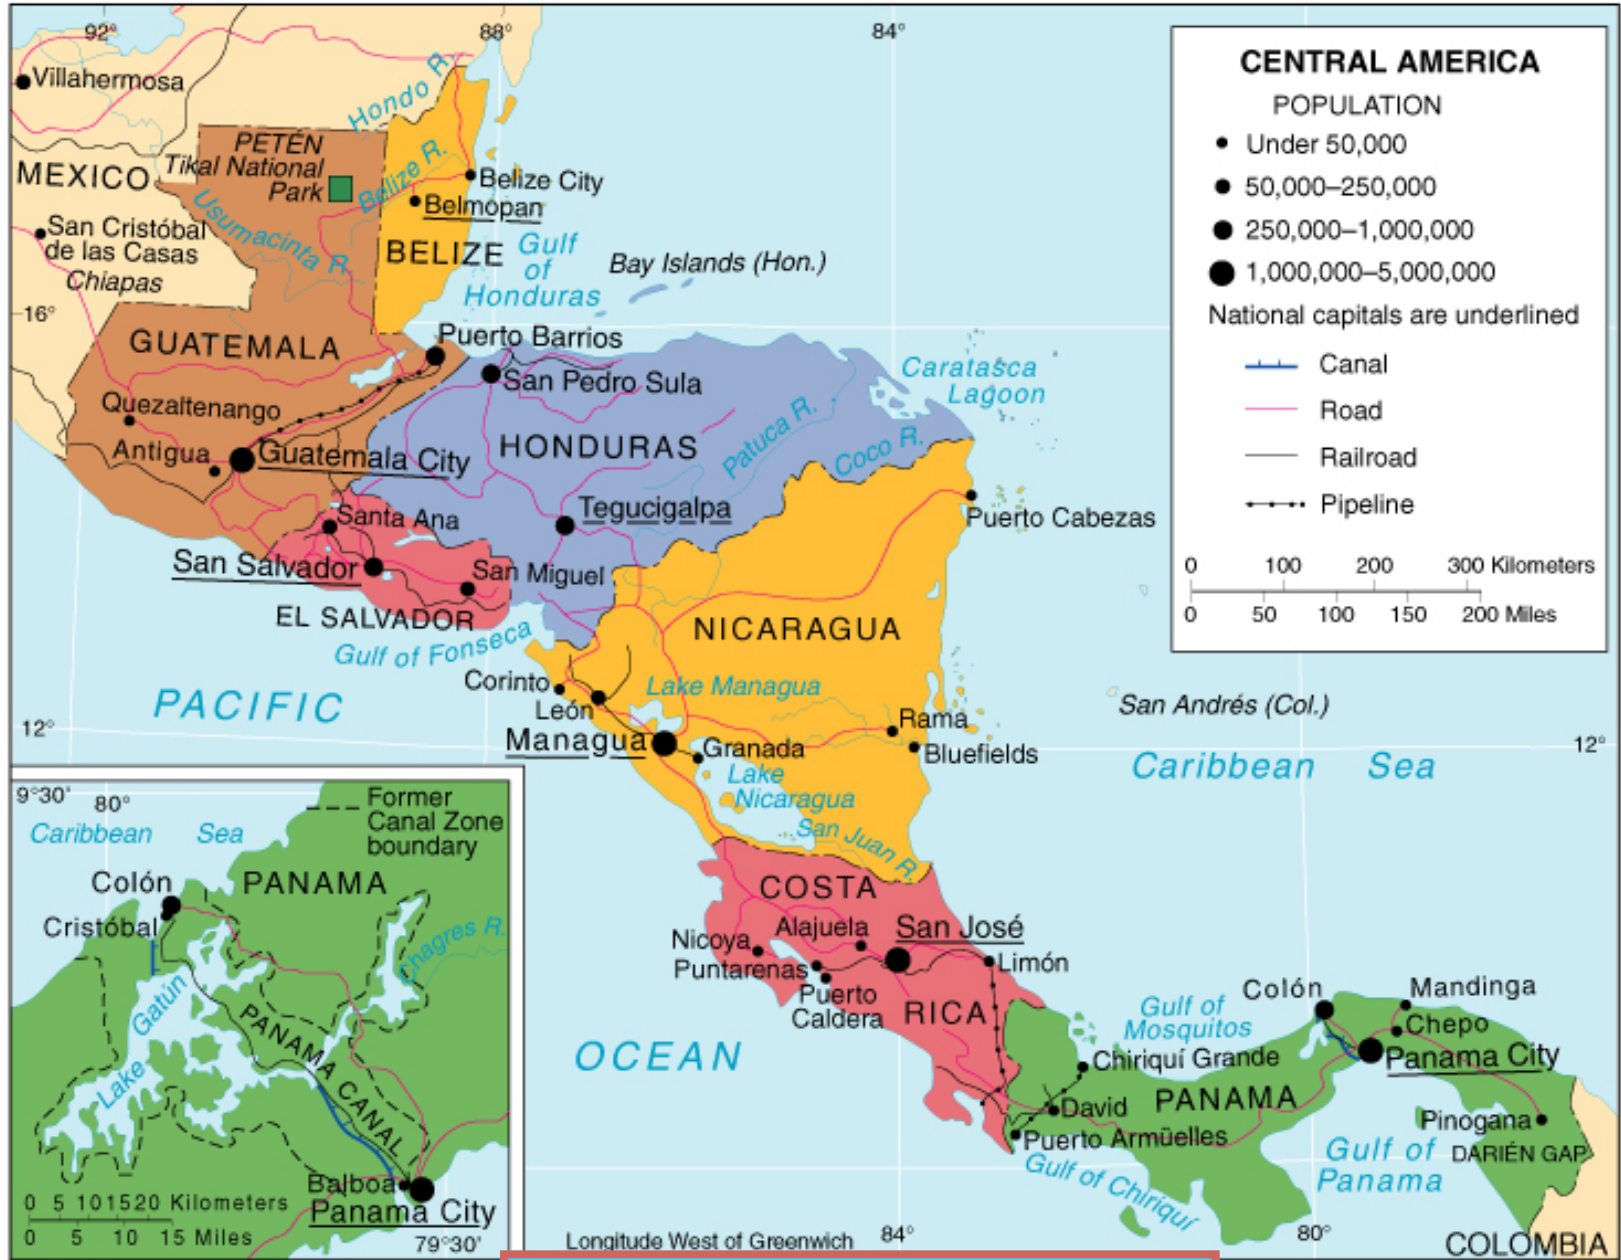 92°
88°
84°
Villahermosa
Hondo R.
PETÉN
Tikal National
Park
MEXICO
Belize R.
Belize City
Belmopan
Usumacinta R.
San Cristóbal
de las Casas
Chiapas
BELIZE
Gulf
of
Honduras
Bay Islands (Hon.)
16°
GUATEMALA
Puerto Barrios
San Pedro Sula
Caratasca
Lagoon
Quezaltenango
Antigua
Guatemala City
HONDURAS
Patuca R.
Coco R.
Tegucigalpa
Puerto Cabezas
Santa Ana
San Salvador
San Miguel
EL SALVADOR
Gulf of Fonseca
NICARAGUA
Corinto
León
Lake Managua
PACIFIC
12°
Managua
Granada
Rama
Bluefields
Lake
Nicaragua
San Juan R.
San Andrés (Col.)
Caribbean Sea
12°
COSTA
Alajuela
San José
Nicoya
Puntarenas
Limón
Puerto
Caldera
RICA
OCEAN
Gulf of
Mosquitos
Colón
Mandinga
Chepo
Panama City
Chiriquí Grande
PANAMA
David
Puerto Armüelles
Gulf of Chiriquí
Pinogana
DARIÉN GAP
Gulf of
Panama
84°
80°
COLOMBIA
Longitude West of Greenwich
CENTRAL AMERICA
POPULATION
Under 50,000
50,000–250,000
250,000–1,000,000
1,000,000–5,000,000
National capitals are underlined
Canal
Road
Railroad
Pipeline
0 100 200 300 Kilometers
0 50 100 150 200 Miles
9°30'
80°
Former
Canal Zone
boundary
Caribbean Sea
Colón
PANAMA
Cristóbal
Chagres R.
Lake Gatún
PANAMA CANAL
Balboa
Panama City
0 5 10 15 20 Kilometers
0 5 10 15 Miles
79°30'